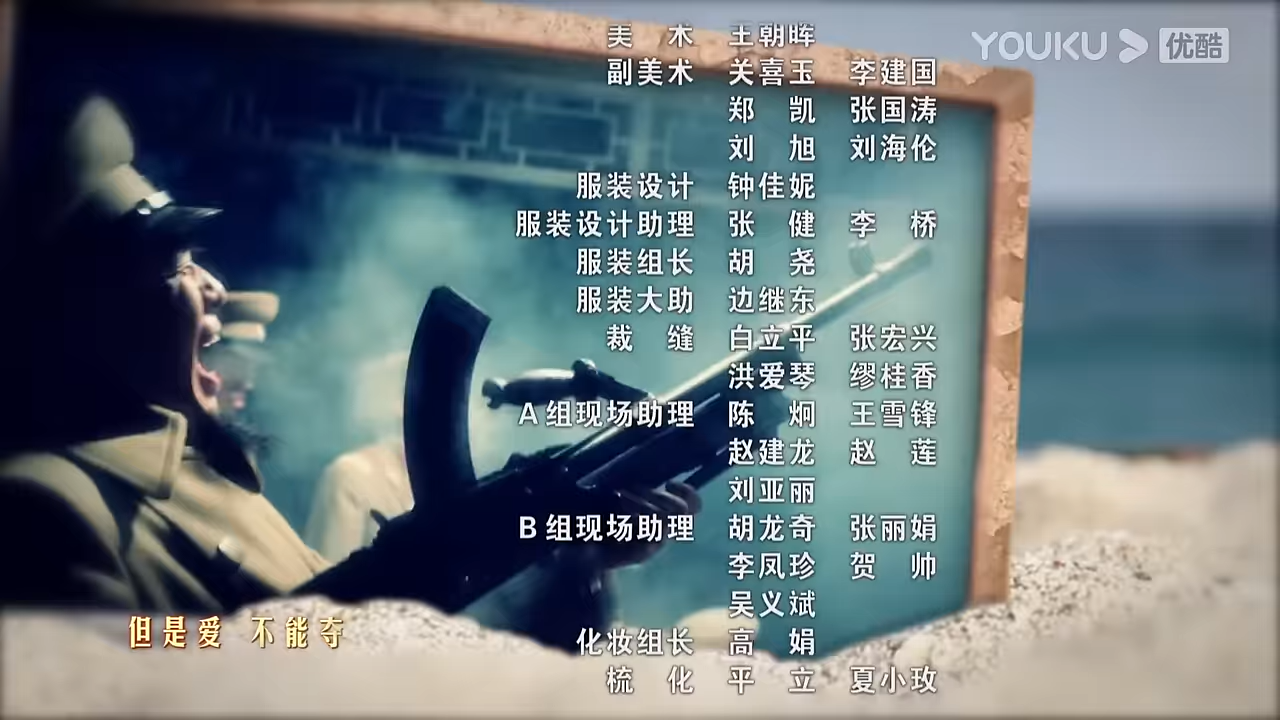 YOUKU 优酷
美 术 王朝晖
副美术 关喜玉 李建国
郑 凯 张国涛
刘 旭 刘海伦
服装设计 钟佳妮
服装设计助理 张 健 李 桥
服装组长 胡 尧
服装大助 边继东
裁 缝 白立平 张宏兴
洪爱琴 缪桂香
A组现场助理 陈 炯 王雪锋
赵建龙 赵 莲
刘亚丽
B组现场助理 胡龙奇 张丽娟
李凤珍 贺 帅
吴义斌
但是爱 不能夺
化妆组长 高 娟
梳 化 平 立 夏小玫